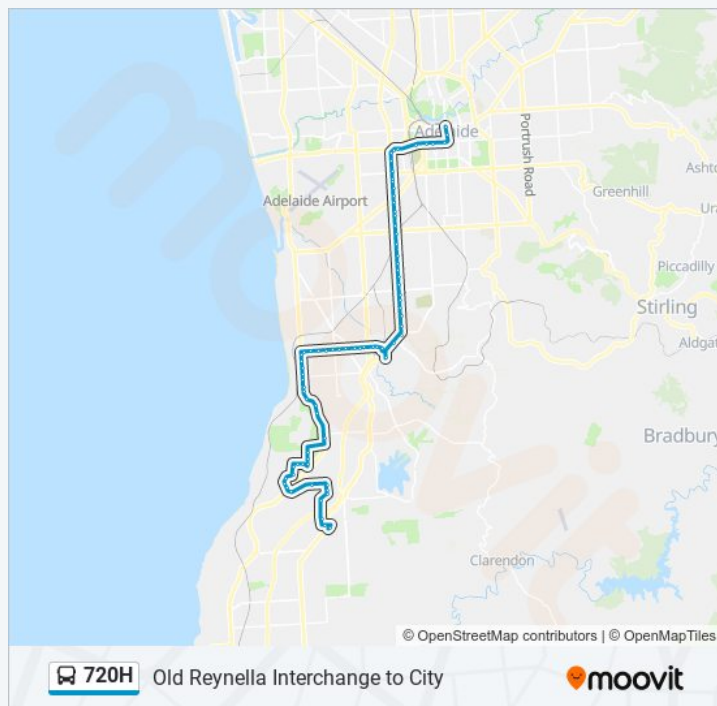 Adelaide
Portrush Road
Greenhill
Adelaide Airport
Piccadilly
Stirling
Bradbury
Clarendon
© OpenStreetMap contributors | © OpenMapTiles
720H Old Reynella Interchange to City
moovit
moovit